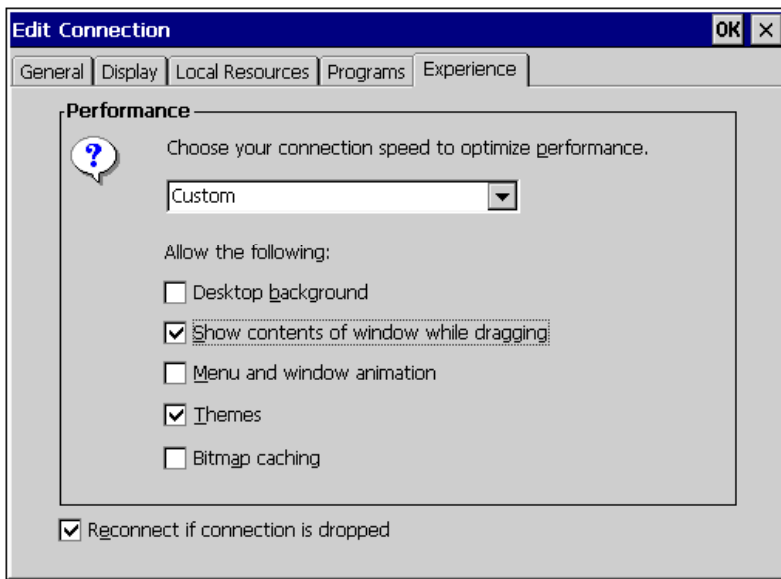 Edit Connection OK ×
General Display Local Resources Programs Experience
Performance
? Choose your connection speed to optimize performance.
Custom
Allow the following:
Desktop background
Show contents of window while dragging
Menu and window animation
Themes
Bitmap caching
Reconnect if connection is dropped